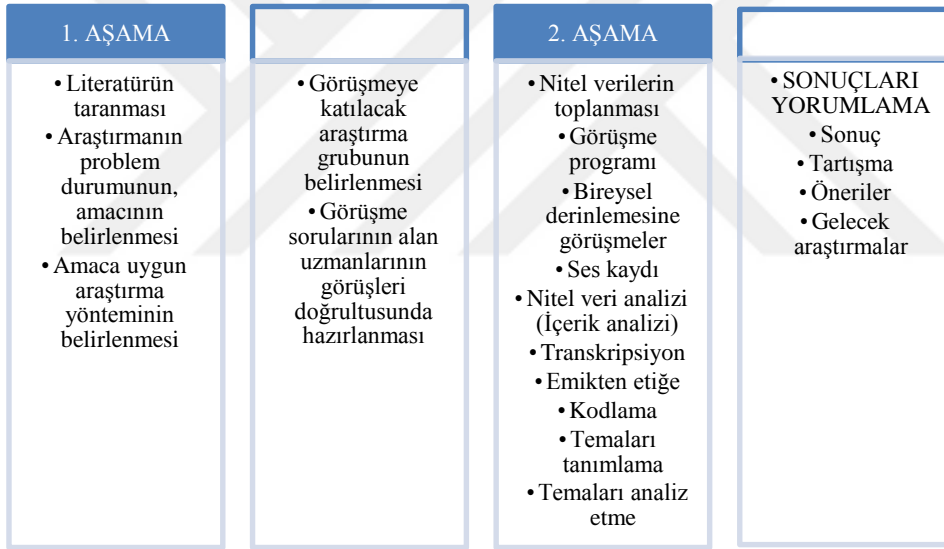 1. AŞAMA
• Literatürün
taranması
• Araştırmanın
problem
durumunun,
amacının
belirlenmesi
• Amaca uygun
araştırma
yönteminin
belirlenmesi
• Görüşmeye
katılacak
araştırma
grubunun
belirlenmesi
• Görüşme
sorularının alan
uzmanlarının
görüşleri
doğrultusunda
hazırlanması
2. AŞAMA
• Nitel verilerin
toplanması
• Görüşme
programı
• Bireysel
derinlemesine
görüşmeler
• Ses kaydı
• Nitel veri analizi
(İçerik analizi)
• Transkripsiyon
• Emikten etiğe
• Kodlama
• Temaları
tanımlama
• Temaları analiz
etme
• SONUÇLARI
YORUMLAMA
• Sonuç
• Tartışma
• Öneriler
• Gelecek
araştırmalar